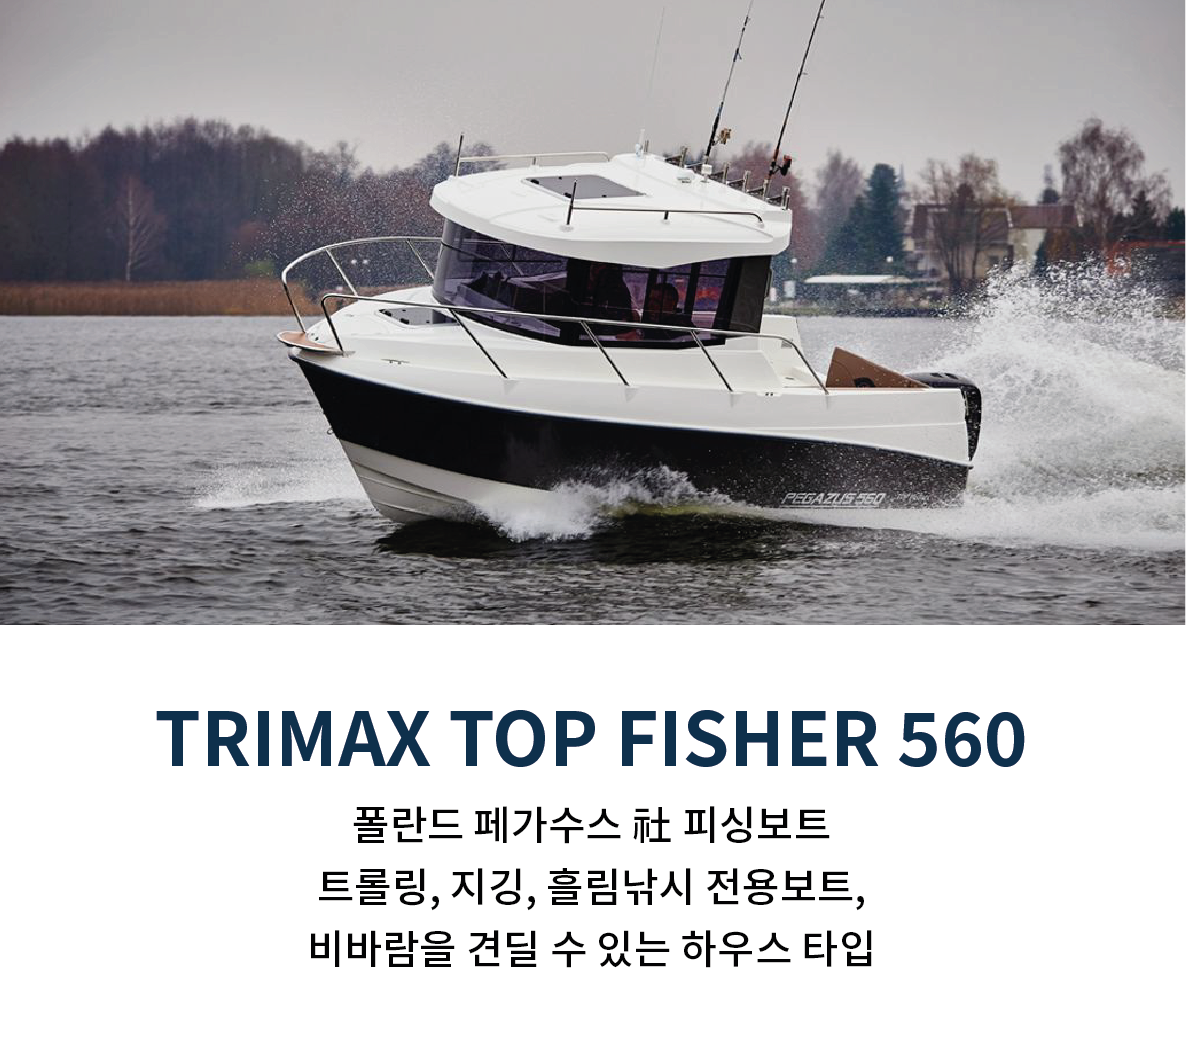 PEGAZUS 560
TRIMAX TOP FISHER 560
폴란드 페가수스 社 피싱보트
트롤링, 지깅, 흘림낚시 전용보트,
비바람을 견딜 수 있는 하우스 타입